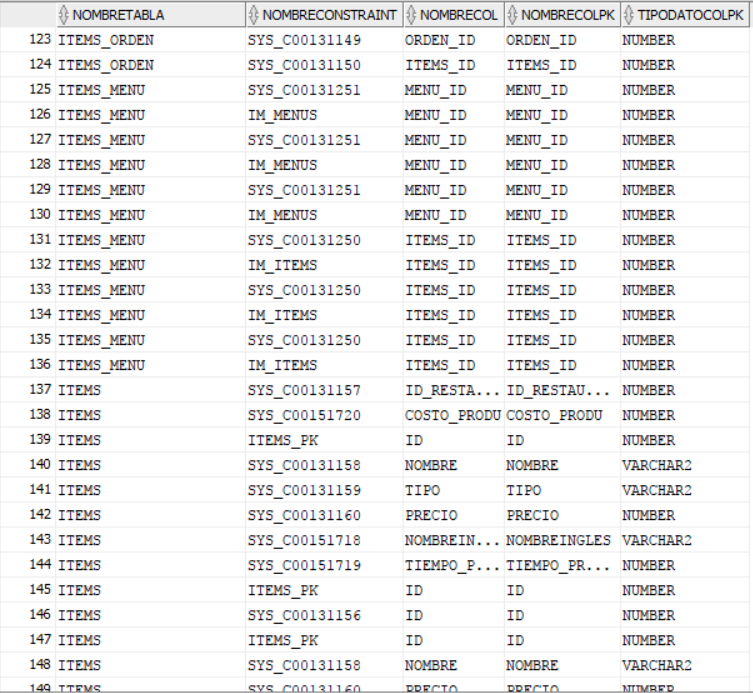 NOMBRETABLA NOMBRECONSTRAINT NOMBRECOL NOMBRECOLPK TIPODATOCOLPK
123 ITEMS_ORDEN SYS_C00131149 ORDEN_ID ORDEN_ID NUMBER
124 ITEMS_ORDEN SYS_C00131150 ITEMS_ID ITEMS_ID NUMBER
125 ITEMS_MENU SYS_C00131251 MENU_ID MENU_ID NUMBER
126 ITEMS_MENU IM_MENUS MENU_ID MENU_ID NUMBER
127 ITEMS_MENU SYS_C00131251 MENU_ID MENU_ID NUMBER
128 ITEMS_MENU IM_MENUS MENU_ID MENU_ID NUMBER
129 ITEMS_MENU SYS_C00131251 MENU_ID MENU_ID NUMBER
130 ITEMS_MENU IM_MENUS MENU_ID MENU_ID NUMBER
131 ITEMS_MENU SYS_C00131250 ITEMS_ID ITEMS_ID NUMBER
132 ITEMS_MENU IM_ITEMS ITEMS_ID ITEMS_ID NUMBER
133 ITEMS_MENU SYS_C00131250 ITEMS_ID ITEMS_ID NUMBER
134 ITEMS_MENU IM_ITEMS ITEMS_ID ITEMS_ID NUMBER
135 ITEMS_MENU SYS_C00131250 ITEMS_ID ITEMS_ID NUMBER
136 ITEMS_MENU IM_ITEMS ITEMS_ID ITEMS_ID NUMBER
137 ITEMS SYS_C00131157 ID_RESTA... ID_RESTAU... NUMBER
138 ITEMS SYS_C00151720 COSTO_PRODU COSTO_PRODU NUMBER
139 ITEMS ITEMS_PK ID ID NUMBER
140 ITEMS SYS_C00131158 NOMBRE NOMBRE VARCHAR2
141 ITEMS SYS_C00131159 TIPO TIPO VARCHAR2
142 ITEMS SYS_C00131160 PRECIO PRECIO NUMBER
143 ITEMS SYS_C00151718 NOMBREIN... NOMBREINGLES VARCHAR2
144 ITEMS SYS_C00151719 TIEMPO_P... TIEMPO_PR... NUMBER
145 ITEMS ITEMS_PK ID ID NUMBER
146 ITEMS SYS_C00131156 ID ID NUMBER
147 ITEMS ITEMS_PK ID ID NUMBER
148 ITEMS SYS_C00131158 NOMBRE NOMBRE VARCHAR2
149 ITEMS SYS_C00131160 PRECIO PRECIO NUMBER